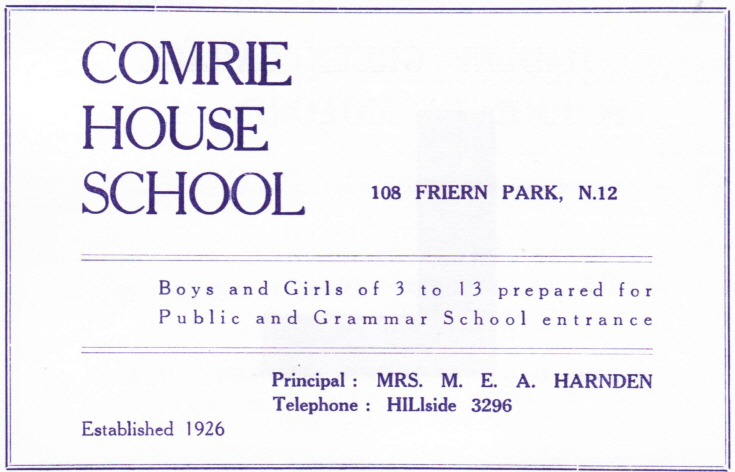 COMRIE
HOUSE
SCHOOL
108 FRIERN PARK, N.12
Boys and Girls of 3 to 13 prepared for
Public and Grammar School entrance
Principal : MRS. M. E. A. HARNDEN
Telephone : HILlside 3296
Established 1926